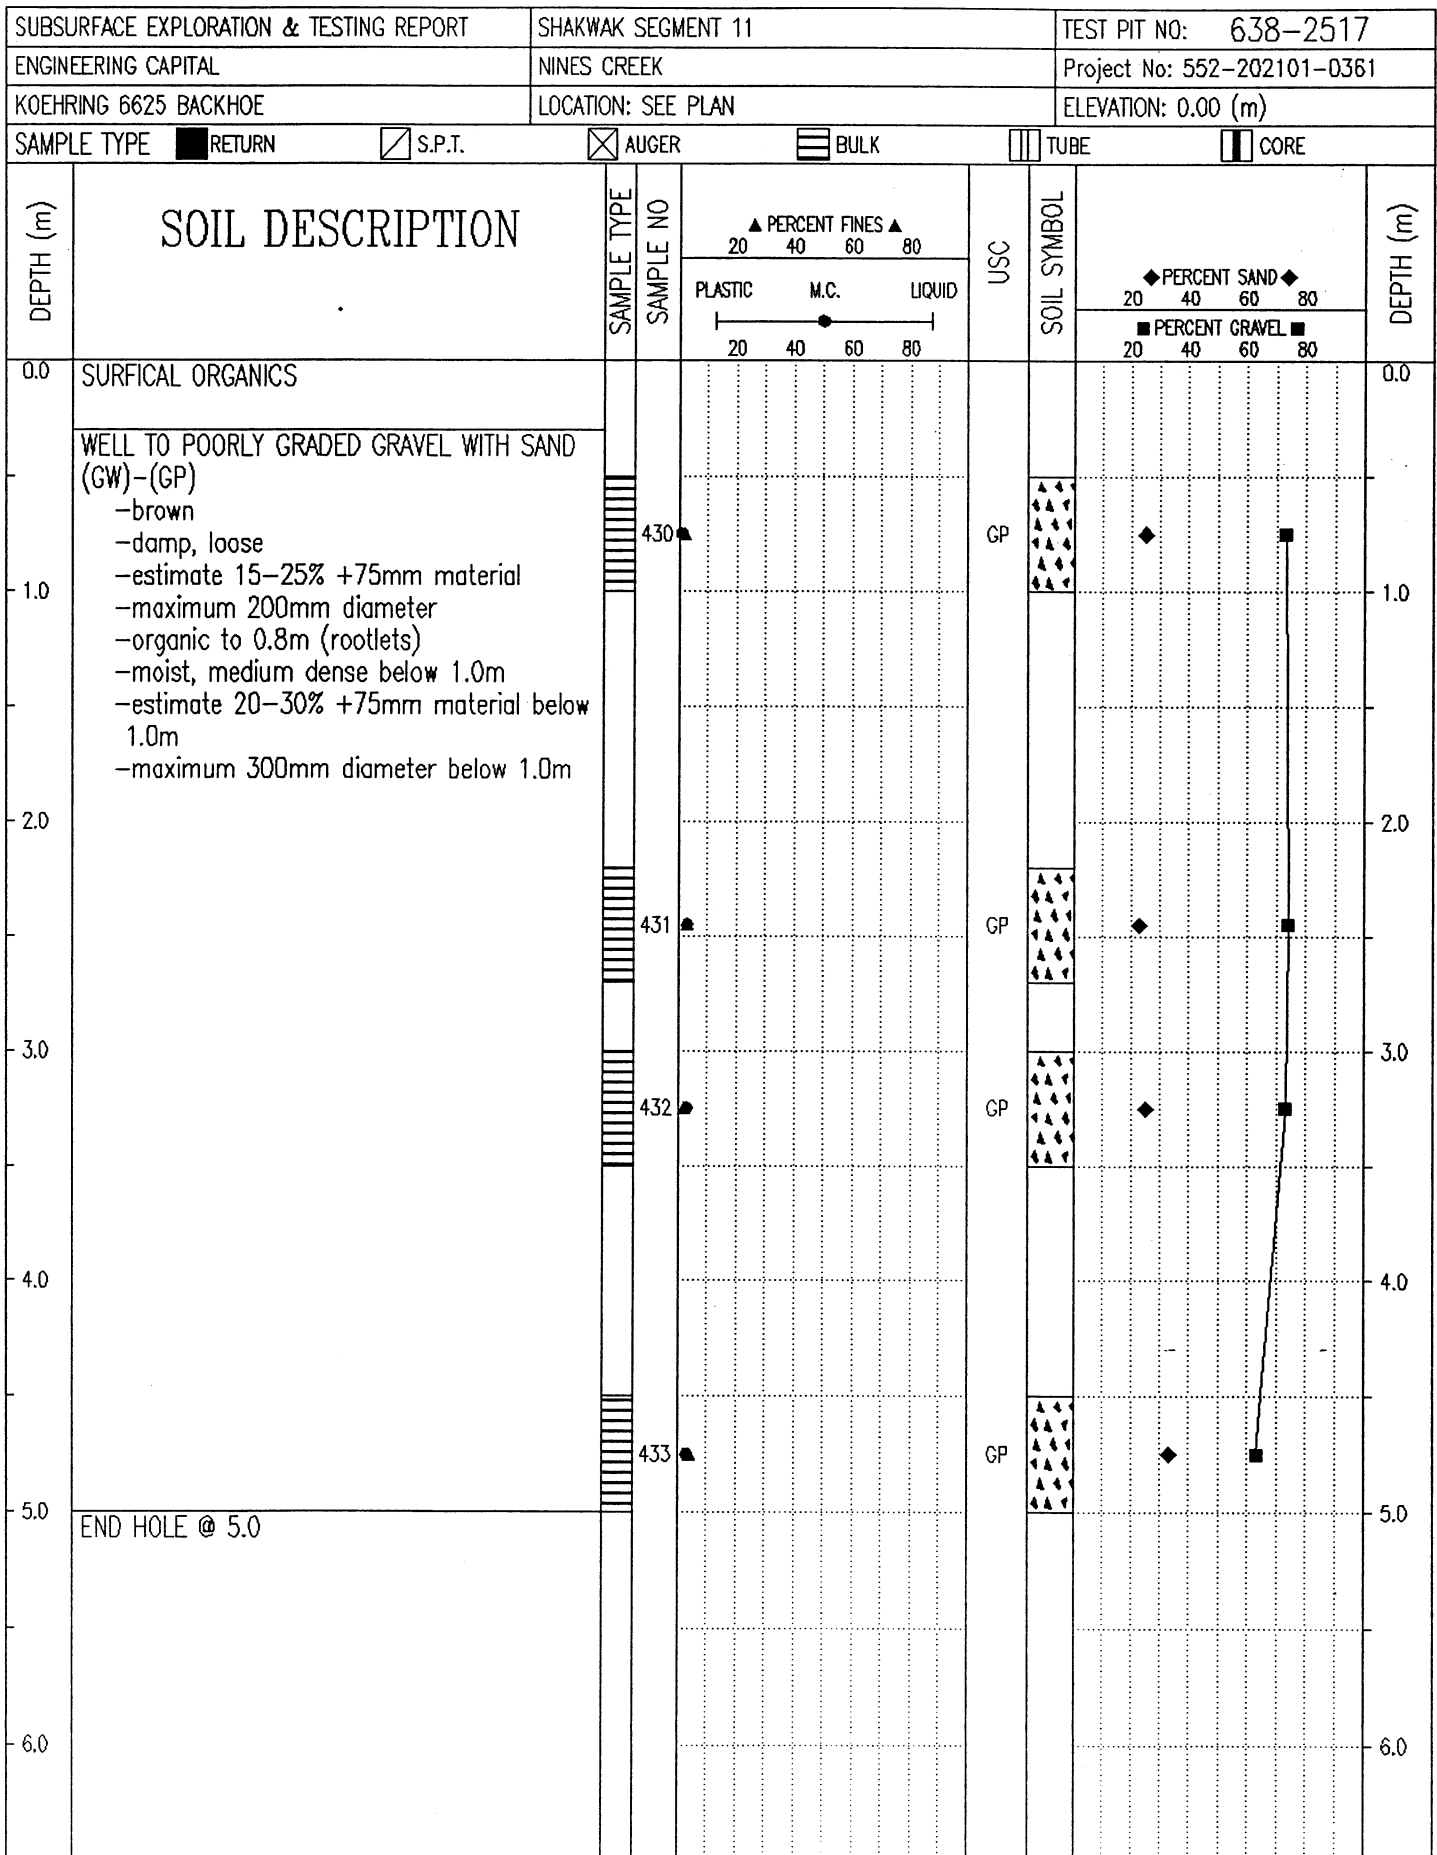 SUBSURFACE EXPLORATION & TESTING REPORT
SHAKWAK SEGMENT 11
TEST PIT NO: 638-2517
ENGINEERING CAPITAL
NINES CREEK
Project No: 552-202101-0361
KOEHRING 6625 BACKHOE
LOCATION: SEE PLAN
ELEVATION: 0.00 (m)
SAMPLE TYPE RETURN S.P.T. AUGER BULK TUBE CORE
DEPTH (m)
SOIL DESCRIPTION
SAMPLE TYPE
SAMPLE NO
▲ PERCENT FINES ▲
20 40 60 80
PLASTIC M.C. LIQUID
20 40 60 80
USC
SOIL SYMBOL
◆PERCENT SAND◆
20 40 60 80
■PERCENT GRAVEL■
20 40 60 80
DEPTH (m)
0.0
SURFICAL ORGANICS
0.0
WELL TO POORLY GRADED GRAVEL WITH SAND
(GW)-(GP)
-brown
430
GP
-damp, loose
-estimate 15-25% +75mm material
1.0
1.0
-maximum 200mm diameter
-organic to 0.8m (rootlets)
-moist, medium dense below 1.0m
-estimate 20-30% +75mm material below
1.0m
-maximum 300mm diameter below 1.0m
2.0
2.0
431
GP
3.0
3.0
432
GP
4.0
4.0
433
GP
5.0
5.0
END HOLE @ 5.0
6.0
6.0